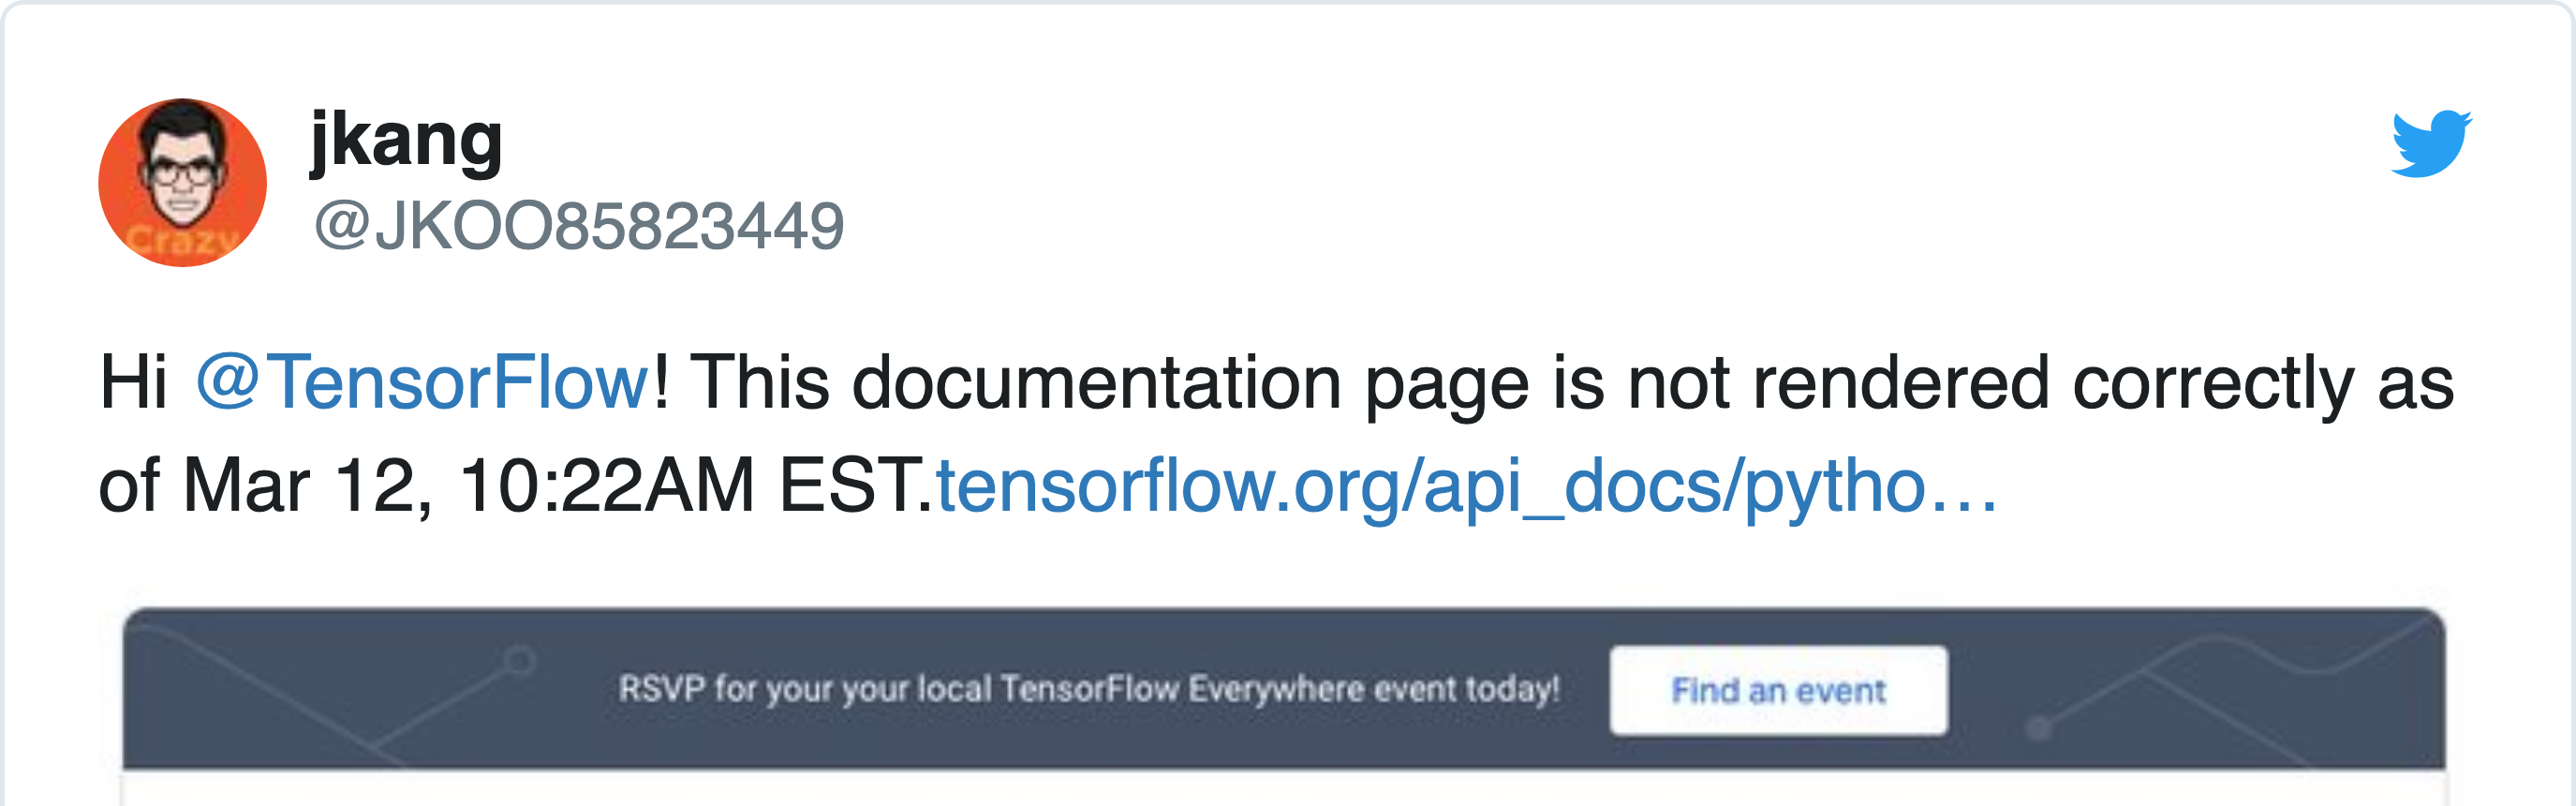 jkang
@JKOO85823449
Crazy
Hi @TensorFlow! This documentation page is not rendered correctly as
of Mar 12, 10:22AM EST.tensorflow.org/api_docs/pytho…
RSVP for your your local TensorFlow Everywhere event today! Find an event